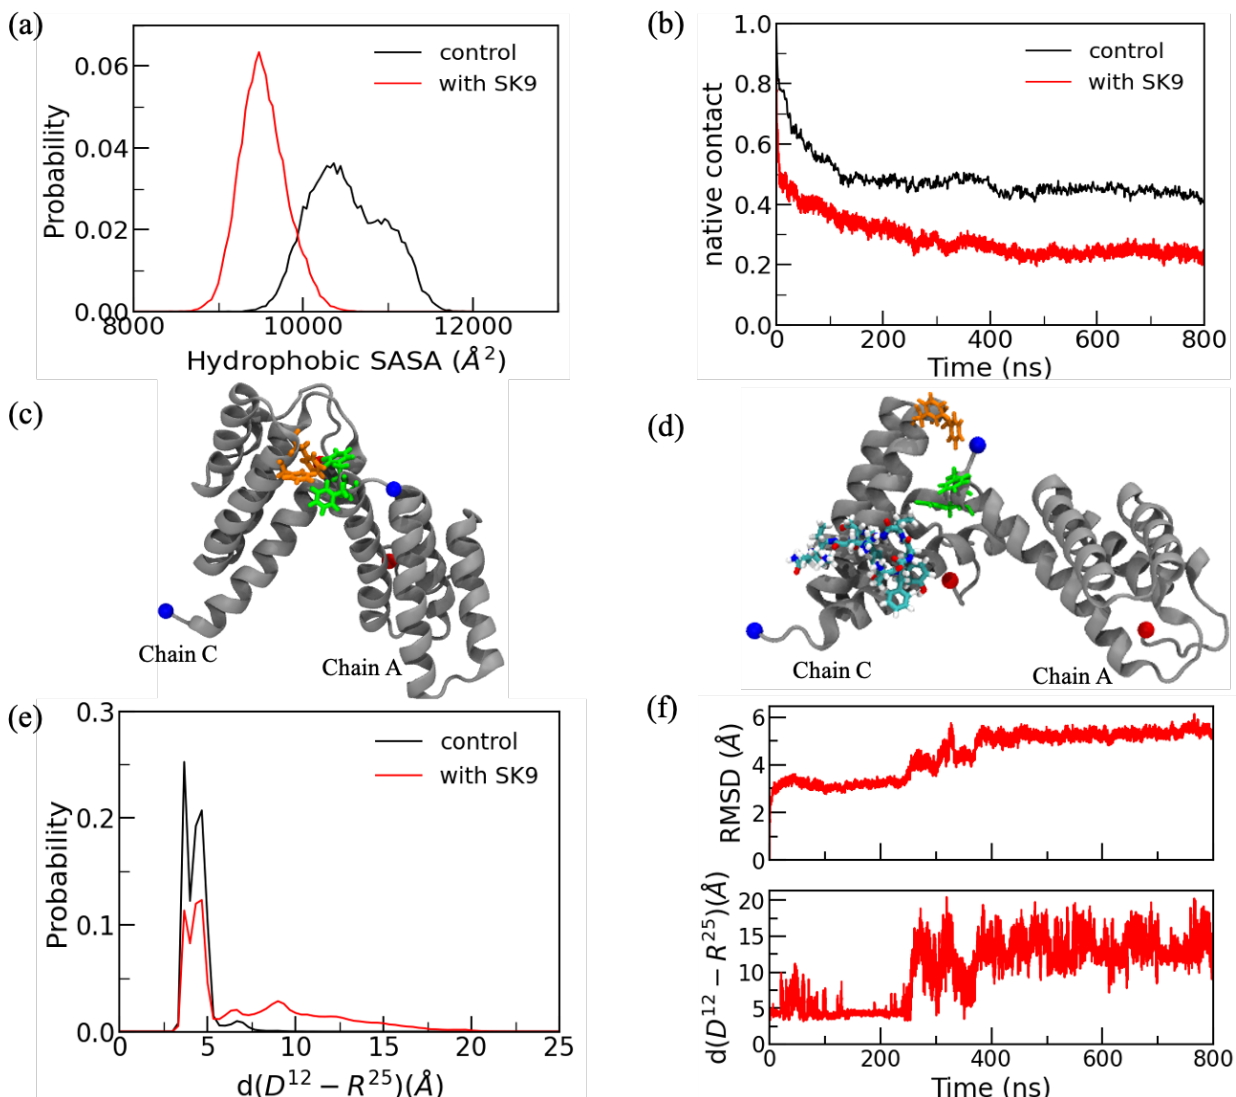 (a)
control
with SK9
Probability
0.06
0.04
0.02
0.00
8000 10000 12000
Hydrophobic SASA (Å²)
(b)
control
with SK9
native contact
1.0
0.8
0.6
0.4
0.2
0.0
0 200 400 600 800
Time (ns)
(c)
Chain C
Chain A
(d)
Chain C
Chain A
(e)
control
with SK9
Probability
0.3
0.2
0.1
0.0
0 5 10 15 20 25
d(D¹² − R²⁵)(Å)
(f)
RMSD (Å)
6
4
2
0
d(D¹² − R²⁵)(Å)
20
15
10
5
0
0 200 400 600 800
Time (ns)